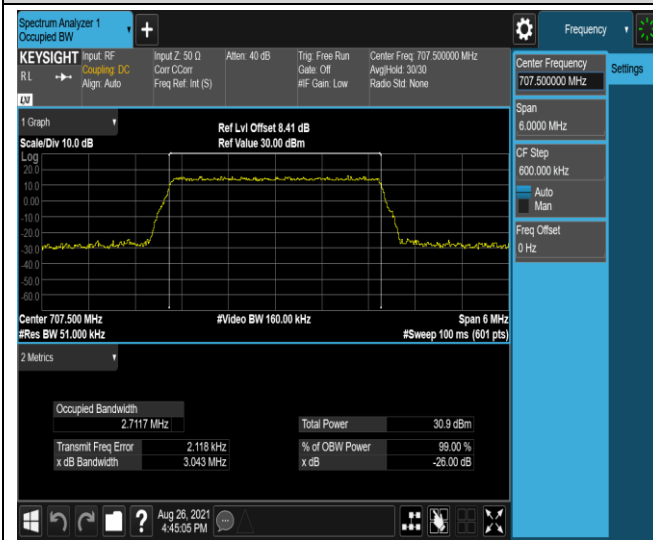 Spectrum Analyzer 1
Occupied BW
+
Frequency
KEYSIGHT
RL
LXI
Input: RF
Coupling: DC
Align: Auto
Input Z: 50 Ω
Corr CCorr
Freq Ref: Int (S)
Atten: 40 dB
Trig: Free Run
Gate: Off
#IF Gain: Low
Center Freq: 707.500000 MHz
Avg|Hold: 30/30
Radio Std: None
Center Frequency
707.500000 MHz
Settings
Span
6.0000 MHz
CF Step
600.000 kHz
Auto
Man
Freq Offset
0 Hz
1 Graph
Scale/Div 10.0 dB
Ref Lvl Offset 8.41 dB
Ref Value 30.00 dBm
Log
20.0
10.0
0.00
-10.0
-20.0
-30.0
-40.0
-50.0
-60.0
Center 707.500 MHz
#Video BW 160.00 kHz
Span 6 MHz
#Res BW 51.000 kHz
#Sweep 100 ms (601 pts)
2 Metrics
Occupied Bandwidth
2.7117 MHz
Total Power 30.9 dBm
Transmit Freq Error 2.118 kHz
% of OBW Power 99.00 %
x dB Bandwidth 3.043 MHz
x dB -26.00 dB
?
Aug 26, 2021
4:45:05 PM